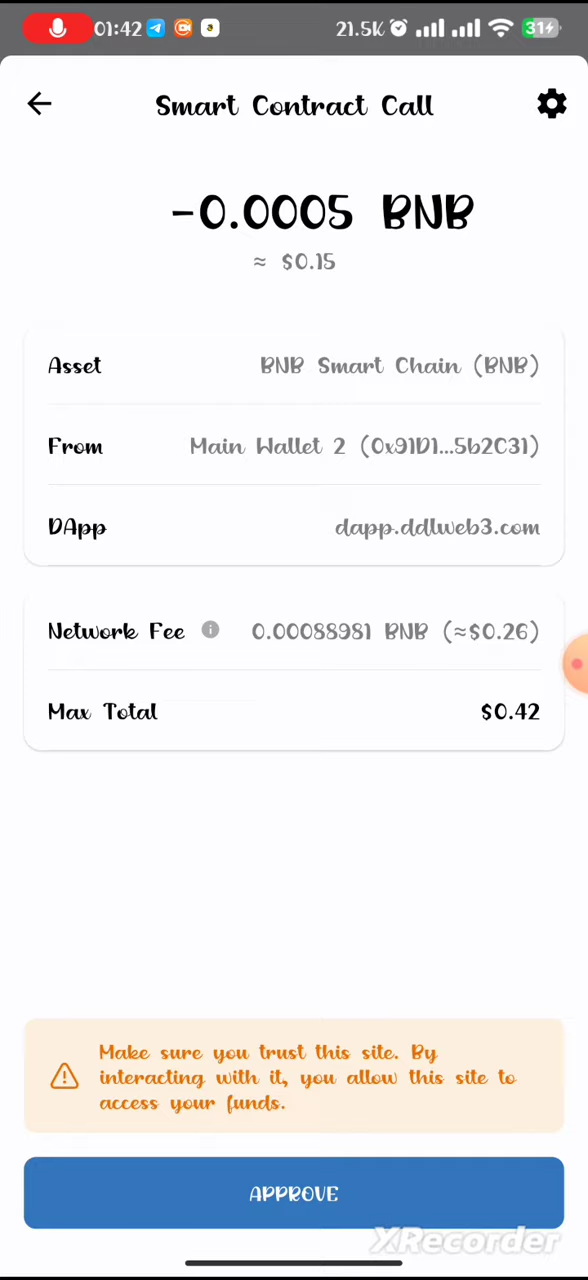 01:42 21.5K 31
Smart Contract Call
-0.0005 BNB
≈ $0.15
Asset BNB Smart Chain (BNB)
From Main Wallet 2 (0x91D1...5b2C31)
DApp dapp.ddlweb3.com
Network Fee 0.00088981 BNB (≈$0.26)
Max Total $0.42
Make sure you trust this site. By
interacting with it, you allow this site to
access your funds.
APPROVE
XRecorder